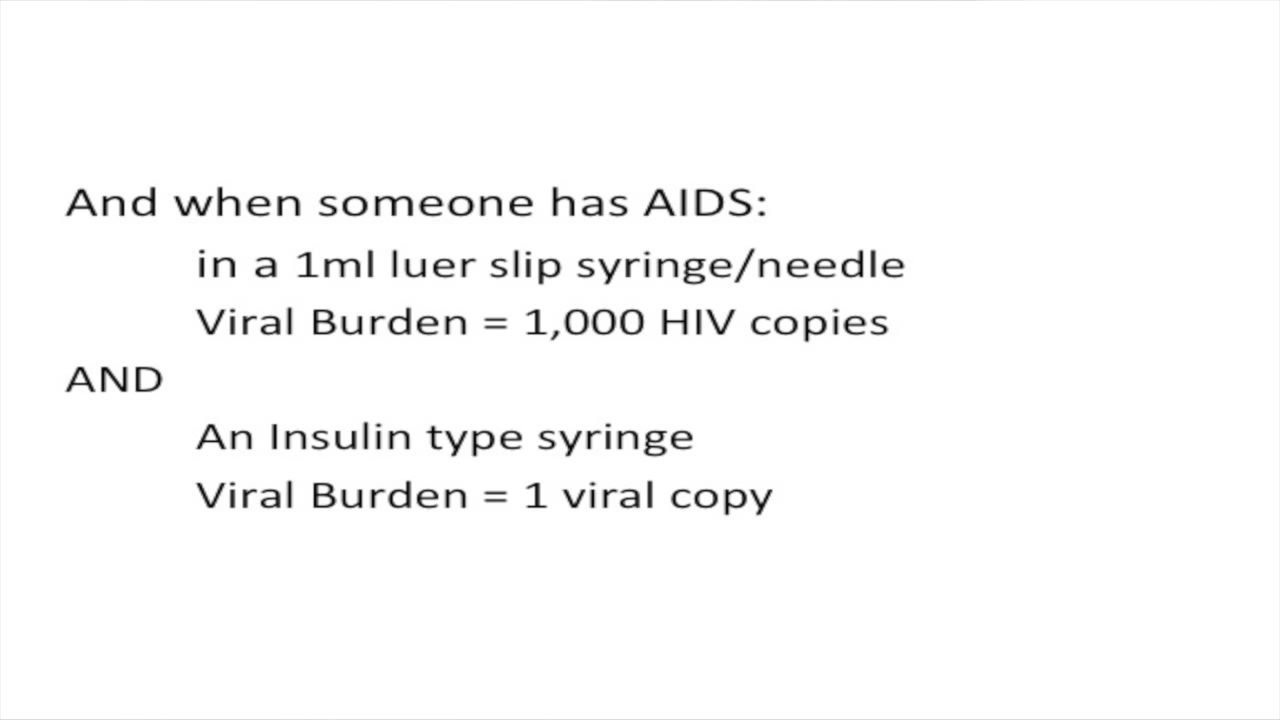 And when someone has AIDS:
in a 1ml luer slip syringe/needle
Viral Burden = 1,000 HIV copies
AND
An Insulin type syringe
Viral Burden = 1 viral copy